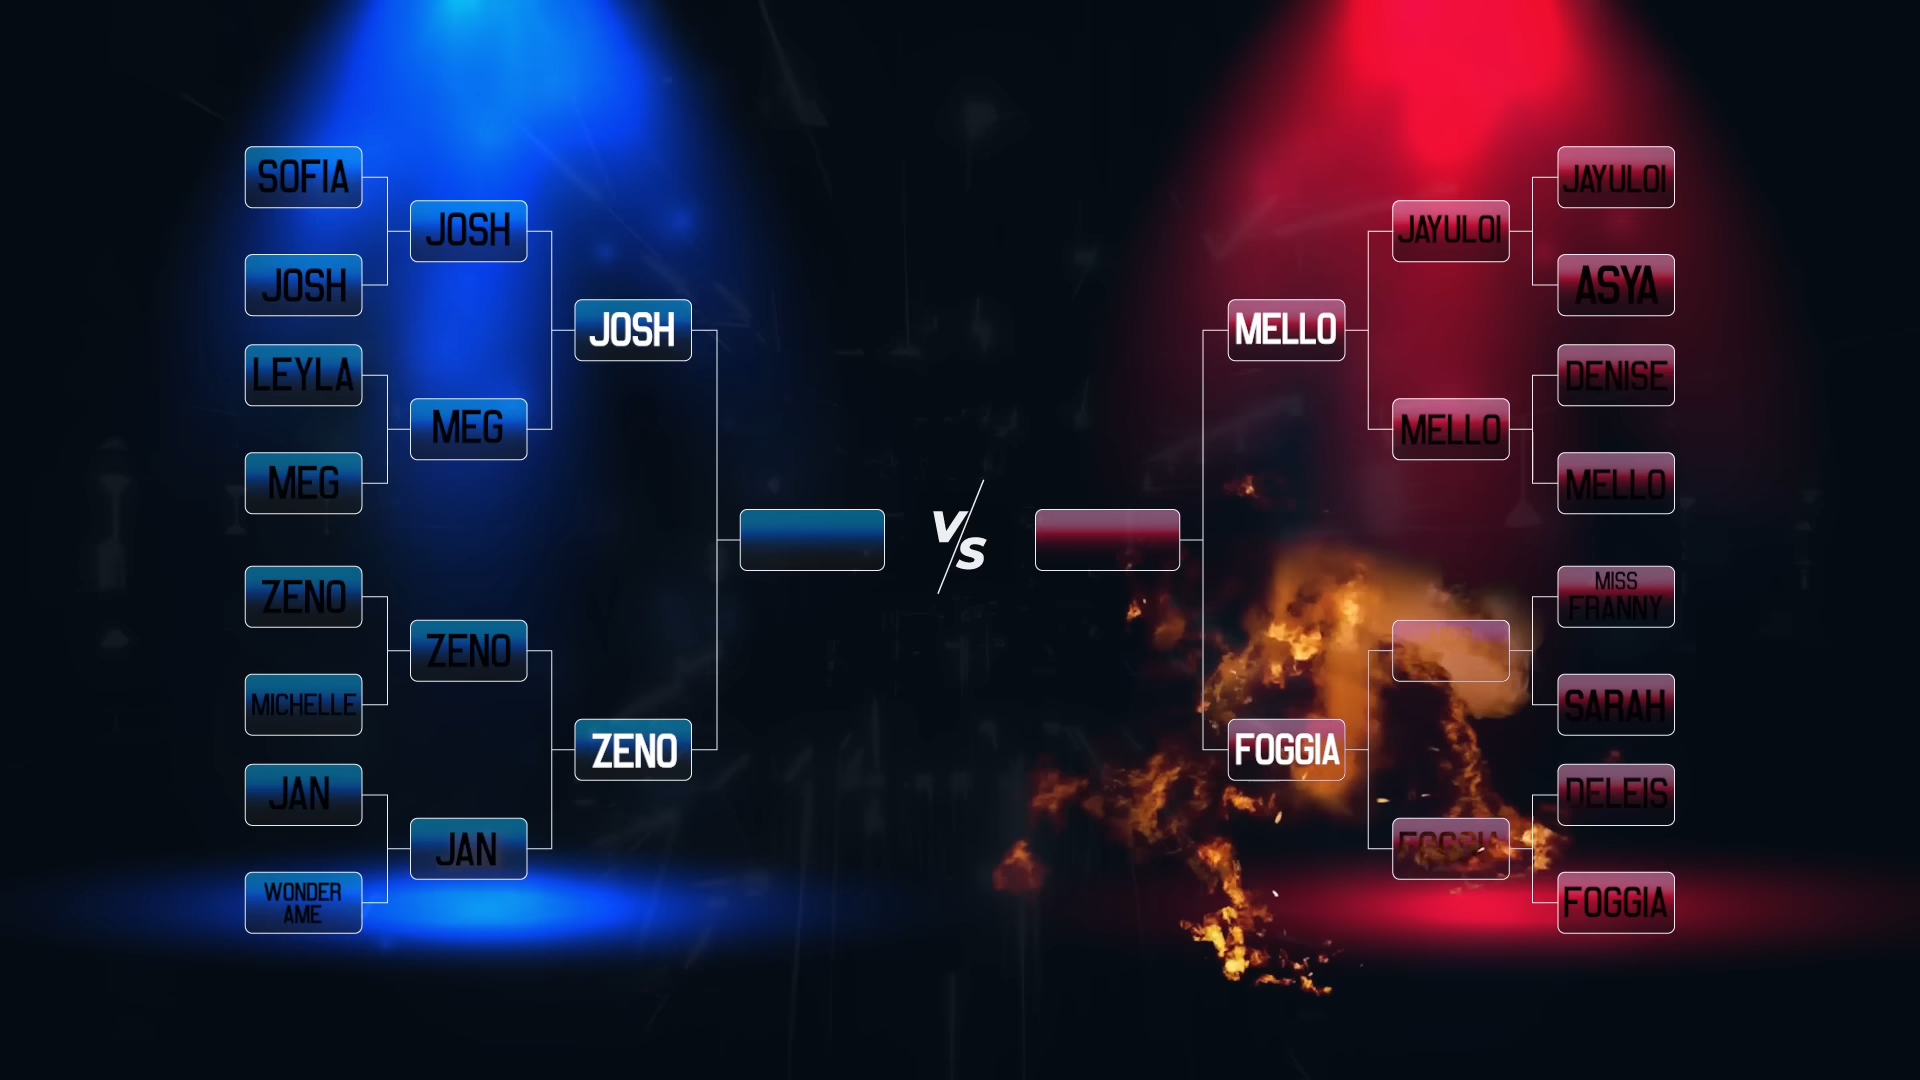 SOFIA
JOSH
LEYLA
MEG
ZENO
MICHELLE
JAN
WONDER
AME
JOSH
MEG
ZENO
JAN
JOSH
ZENO
VS
MELLO
FOGGIA
JAYULOI
MELLO
FOGGIA
JAYULOI
ASYA
DENISE
MELLO
MISS
FRANNY
SARAH
DELEIS
FOGGIA